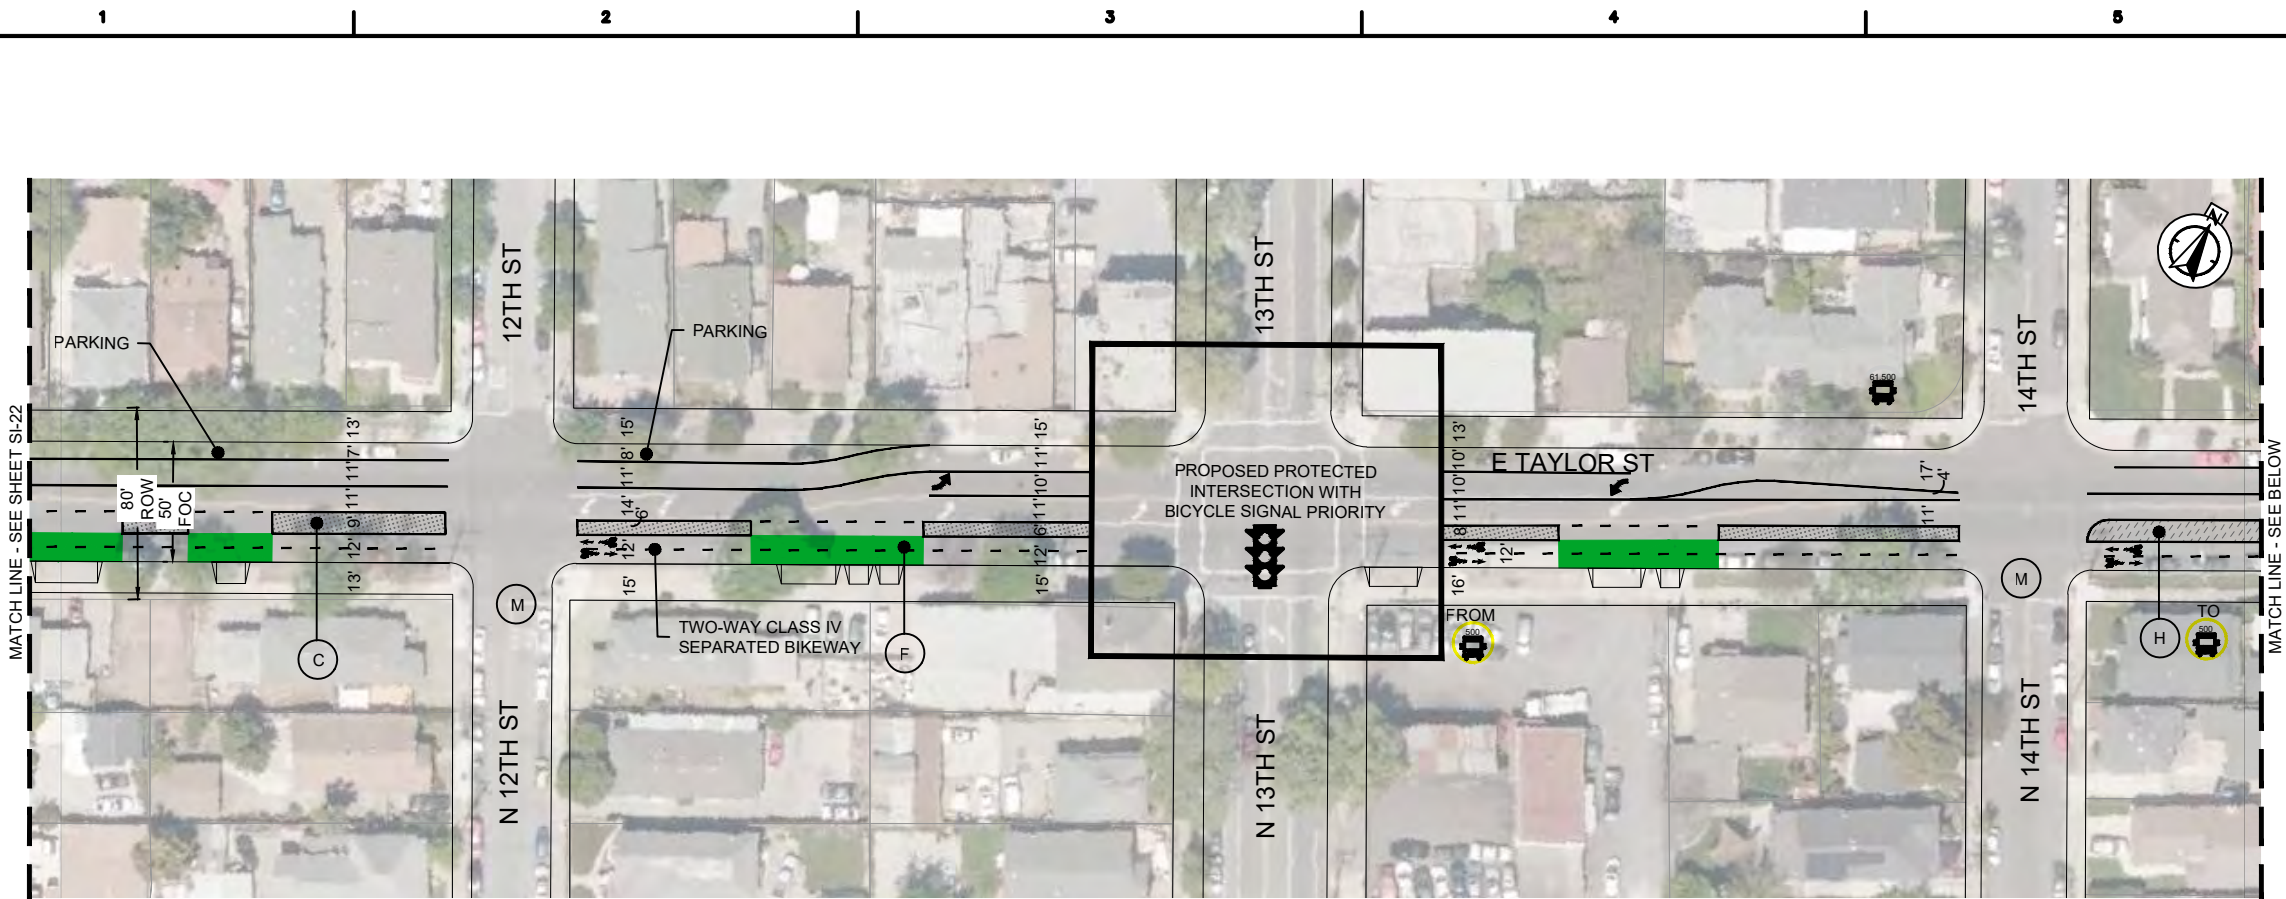 1
2
3
4
5
MATCH LINE - SEE SHEET SI-22
PARKING
80'
ROW
50'
FOC
13'
7'
11'
11'
9'
12'
13'
C
12TH ST
N 12TH ST
M
PARKING
15'
8'
11'
14'
6'
12'
15'
TWO-WAY CLASS IV
SEPARATED BIKEWAY
F
15'
11'
10'
11'
6'
12'
15'
13TH ST
PROPOSED PROTECTED
INTERSECTION WITH
BICYCLE SIGNAL PRIORITY
N 13TH ST
13'
10'
10'
11'
8'
12'
16'
E TAYLOR ST
FROM
500
61,500
17'
4'
11'
14TH ST
N 14TH ST
M
N
H
TO
500
MATCH LINE - SEE BELOW